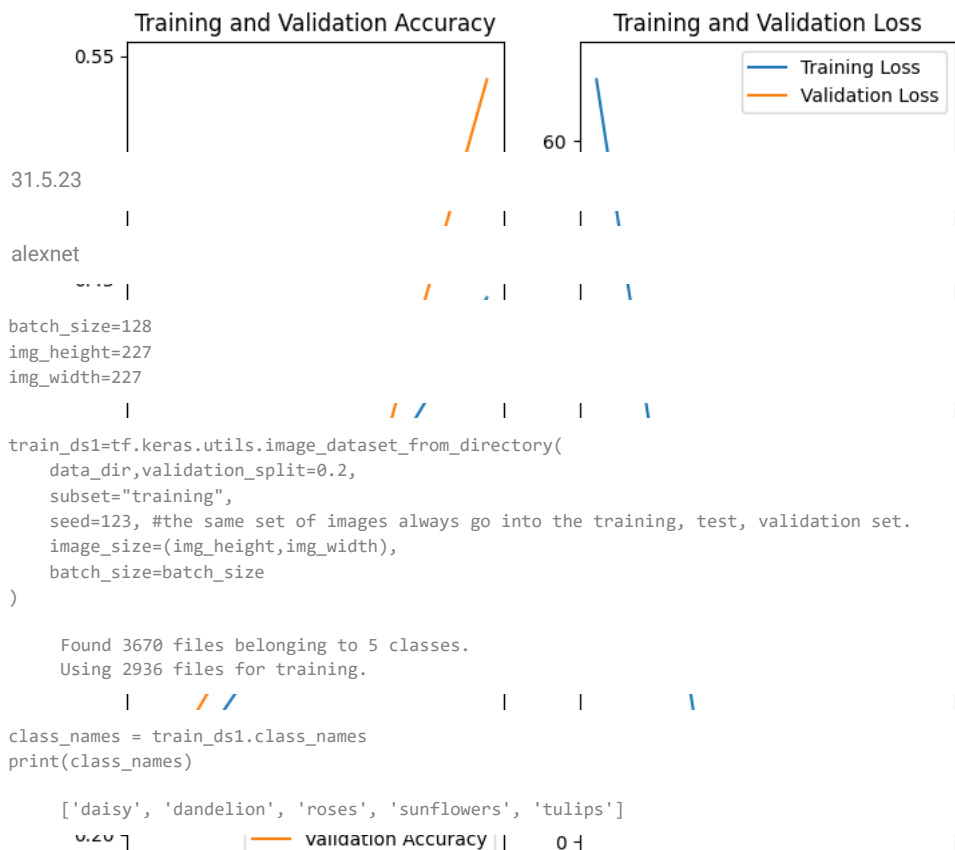 Training and Validation Accuracy
Training and Validation Loss
0.55
Training Loss
Validation Loss
60
31.5.23
alexnet
batch_size=128
img_height=227
img_width=227
train_ds1=tf.keras.utils.image_dataset_from_directory(
    data_dir,validation_split=0.2,
    subset="training",
    seed=123, #the same set of images always go into the training, test, validation set.
    image_size=(img_height,img_width),
    batch_size=batch_size
)
Found 3670 files belonging to 5 classes.
Using 2936 files for training.
class_names = train_ds1.class_names
print(class_names)
['daisy', 'dandelion', 'roses', 'sunflowers', 'tulips']
0.20
Validation Accuracy
0